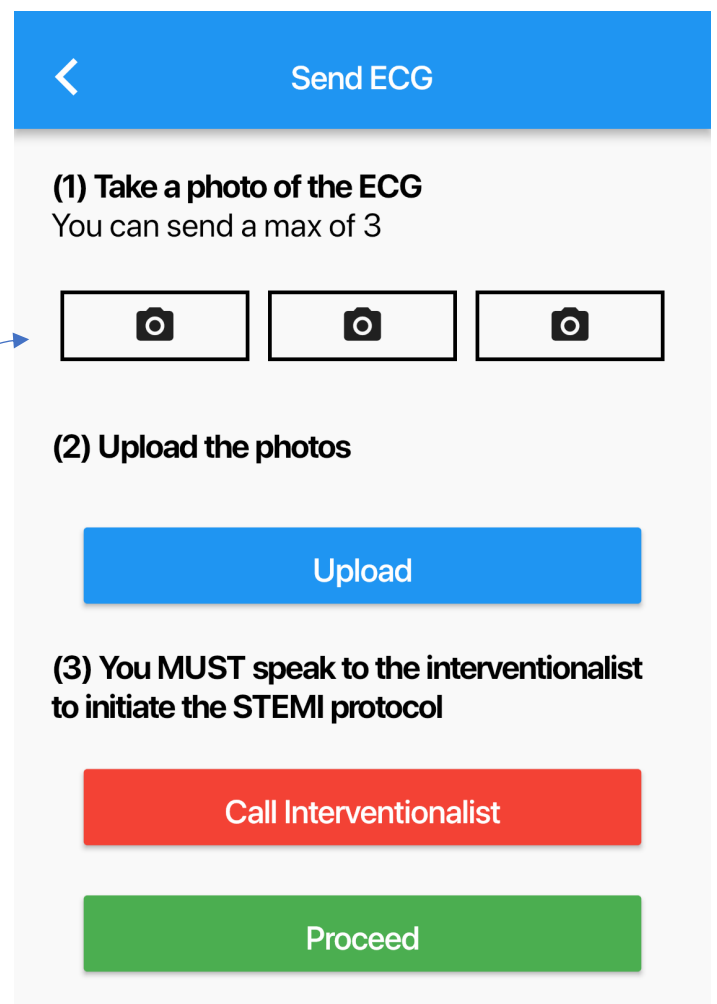 Send ECG
(1) Take a photo of the ECG
You can send a max of 3
(2) Upload the photos
Upload
(3) You MUST speak to the interventionalist
to initiate the STEMI protocol
Call Interventionalist
Proceed